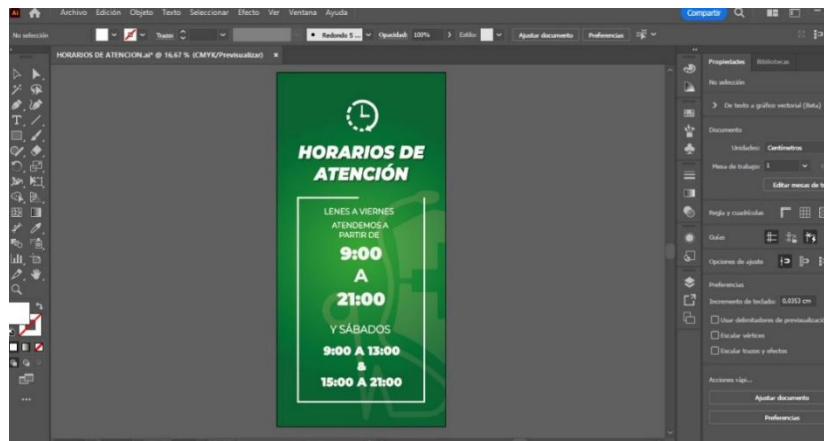 Ai
Archivo Edición Objeto Texto Seleccionar Efecto Ver Ventana Ayuda
Compartir
No selección
Trazo:
Redondo 5 ...
Opacidad: 100%
Estilo:
Ajustar documento
Preferencias
HORARIOS DE ATENCION.ai* @ 16,67 % (CMYK/Previsualizar) ×
HORARIOS DE
ATENCIÓN
LENES A VIERNES
ATENDEMOS A
PARTIR DE
9:00
A
21:00
Y SÁBADOS
9:00 A 13:00
&
15:00 A 21:00
Propiedades Bibliotecas
No selección
De texto a gráfico vectorial (Beta)
Documento
Unidades: Centímetros
Mesa de trabajo: 1
Editar mesas de tr
Regla y cuadrículas
Guías
Opciones de ajuste
Preferencias
Incremento de teclado: 0,0353 cm
Usar delimitadores de previsualizació
Escalar vértices
Escalar trazos y efectos
Acciones rápi...
Ajustar documento
Preferencias